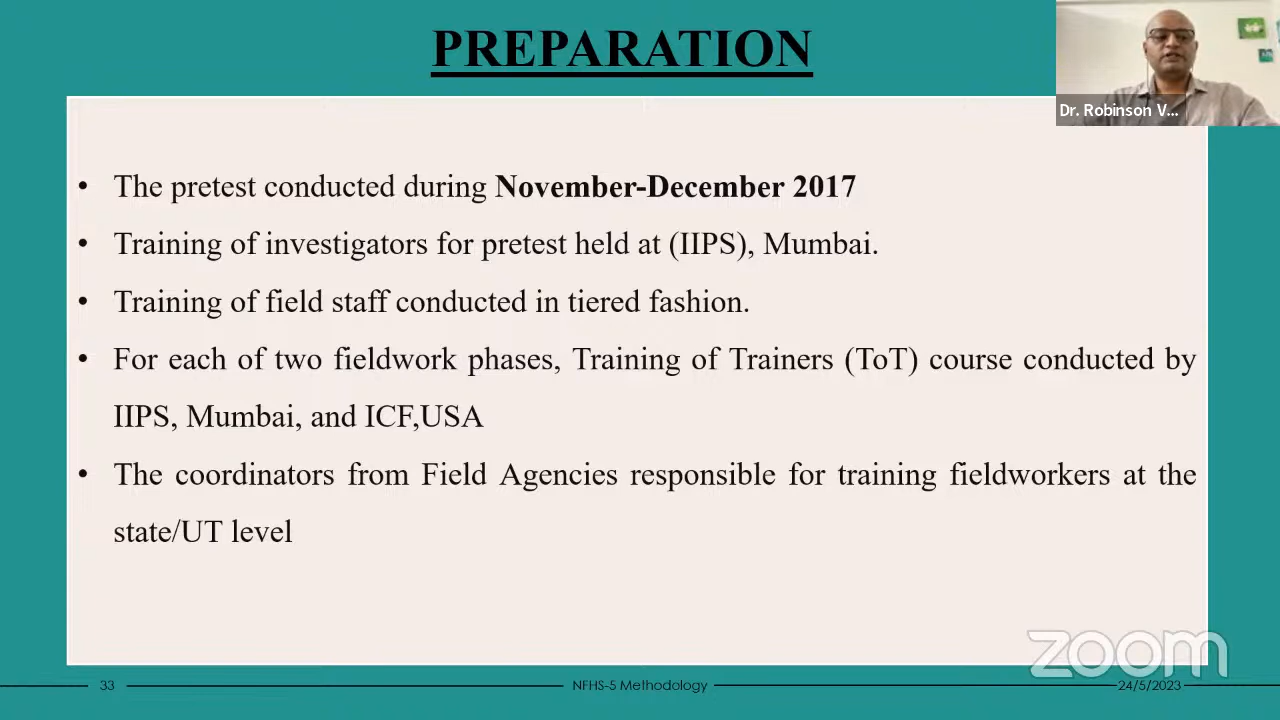 PREPARATION
Dr. Robinson V...
• The pretest conducted during November-December 2017
• Training of investigators for pretest held at (IIPS), Mumbai.
• Training of field staff conducted in tiered fashion.
• For each of two fieldwork phases, Training of Trainers (ToT) course conducted by
IIPS, Mumbai, and ICF,USA
• The coordinators from Field Agencies responsible for training fieldworkers at the
state/UT level
zoom
33 NFHS-5 Methodology 24/5/2023